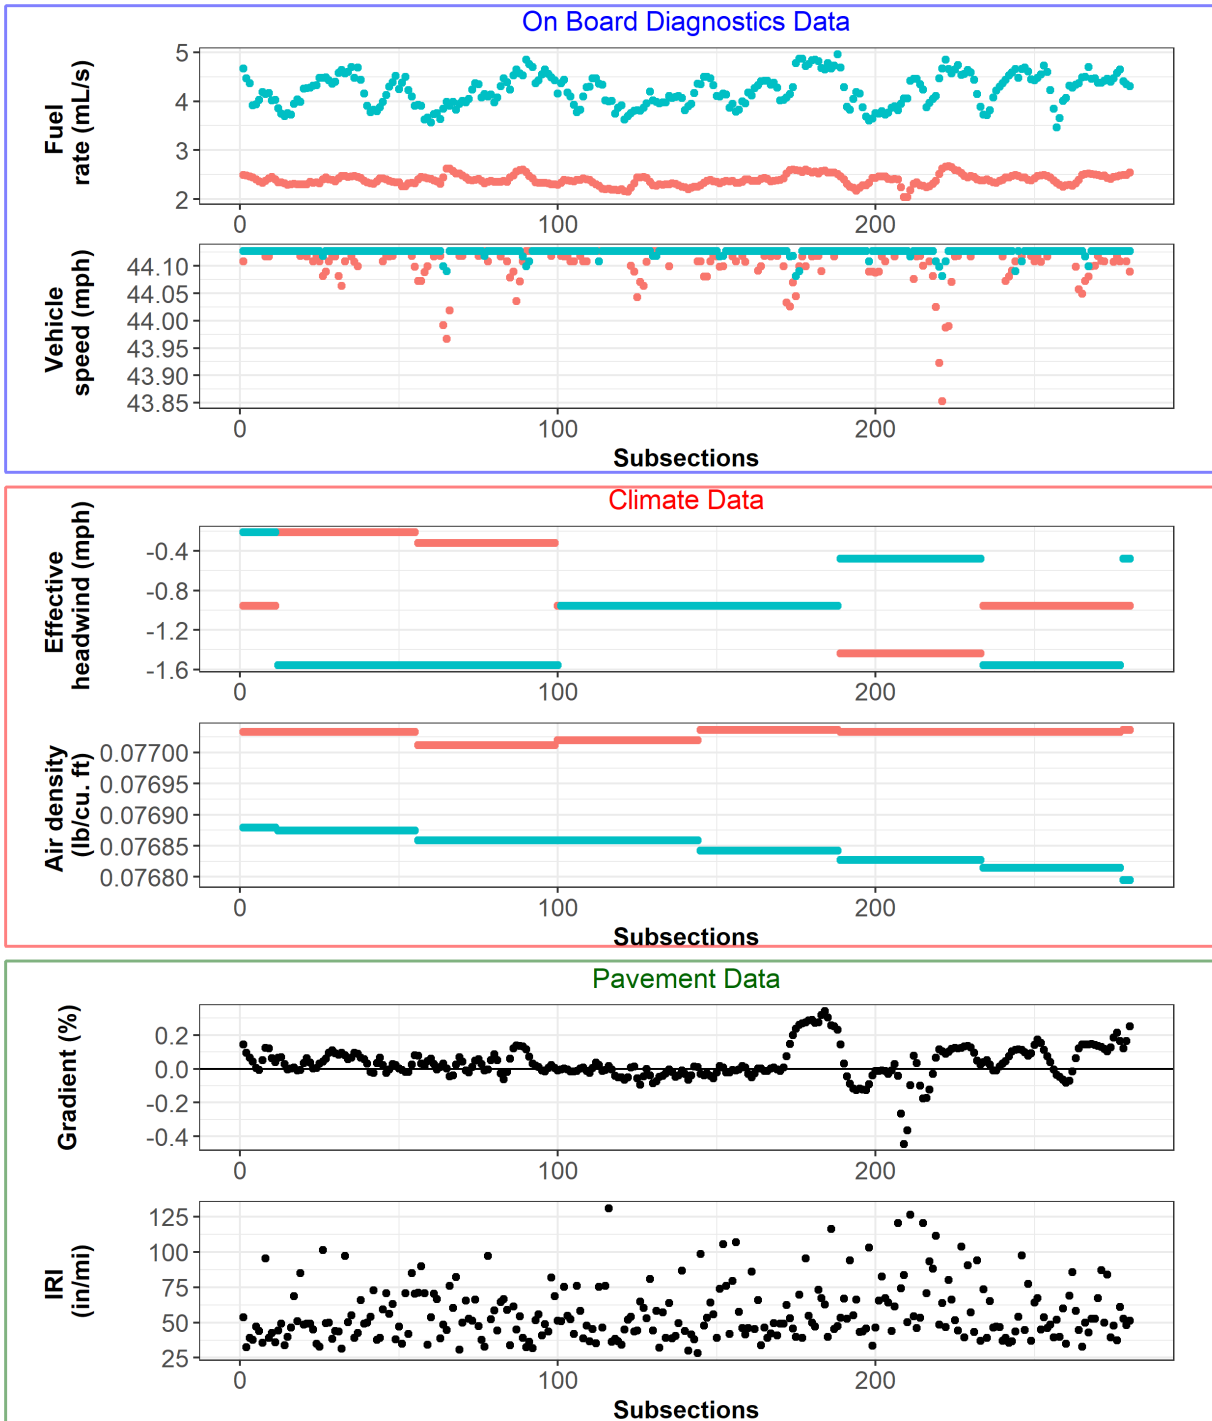 On Board Diagnostics Data
Fuel
rate (mL/s)
5
4
3
2
0
100
200
Vehicle
speed (mph)
44.10
44.05
44.00
43.95
43.90
43.85
0
100
200
Subsections
Climate Data
Effective
headwind (mph)
-0.4
-0.8
-1.2
-1.6
0
100
200
Air density
(lb/cu. ft)
0.07700
0.07695
0.07690
0.07685
0.07680
0
100
200
Subsections
Pavement Data
Gradient (%)
0.2
0.0
-0.2
-0.4
0
100
200
IRI
(in/mi)
125
100
75
50
25
0
100
200
Subsections